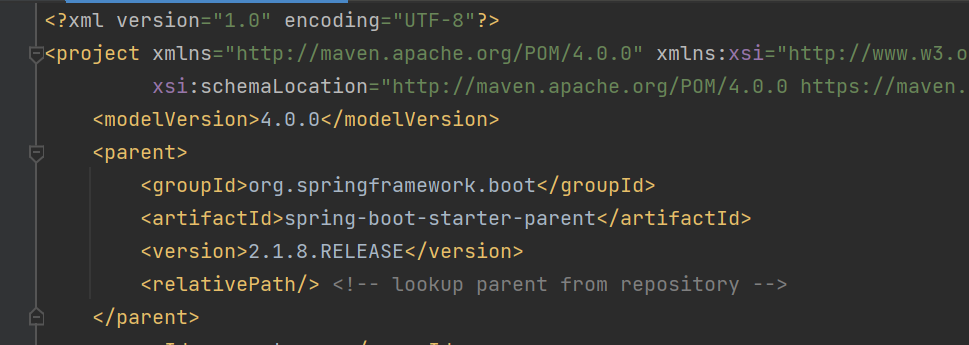 <?xml version="1.0" encoding="UTF-8"?>
<project xmlns="http://maven.apache.org/POM/4.0.0" xmlns:xsi="http://www.w3.o
xsi:schemaLocation="http://maven.apache.org/POM/4.0.0 https://maven.
<modelVersion>4.0.0</modelVersion>
<parent>
<groupId>org.springframework.boot</groupId>
<artifactId>spring-boot-starter-parent</artifactId>
<version>2.1.8.RELEASE</version>
<relativePath/> <!-- lookup parent from repository -->
</parent>